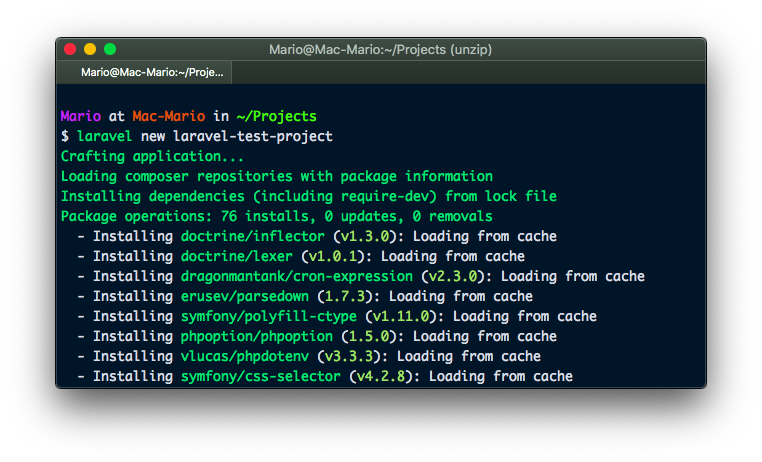 Mario@Mac-Mario:~/Projects (unzip)
Mario@Mac-Mario:~/Proje...
Mario at Mac-Mario in ~/Projects
$ laravel new laravel-test-project
Crafting application...
Loading composer repositories with package information
Installing dependencies (including require-dev) from lock file
Package operations: 76 installs, 0 updates, 0 removals
- Installing doctrine/inflector (v1.3.0): Loading from cache
- Installing doctrine/lexer (v1.0.1): Loading from cache
- Installing dragonmantank/cron-expression (v2.3.0): Loading from cache
- Installing erusev/parsedown (1.7.3): Loading from cache
- Installing symfony/polyfill-ctype (v1.11.0): Loading from cache
- Installing phpoption/phpoption (1.5.0): Loading from cache
- Installing vlucas/phpdotenv (v3.3.3): Loading from cache
- Installing symfony/css-selector (v4.2.8): Loading from cache